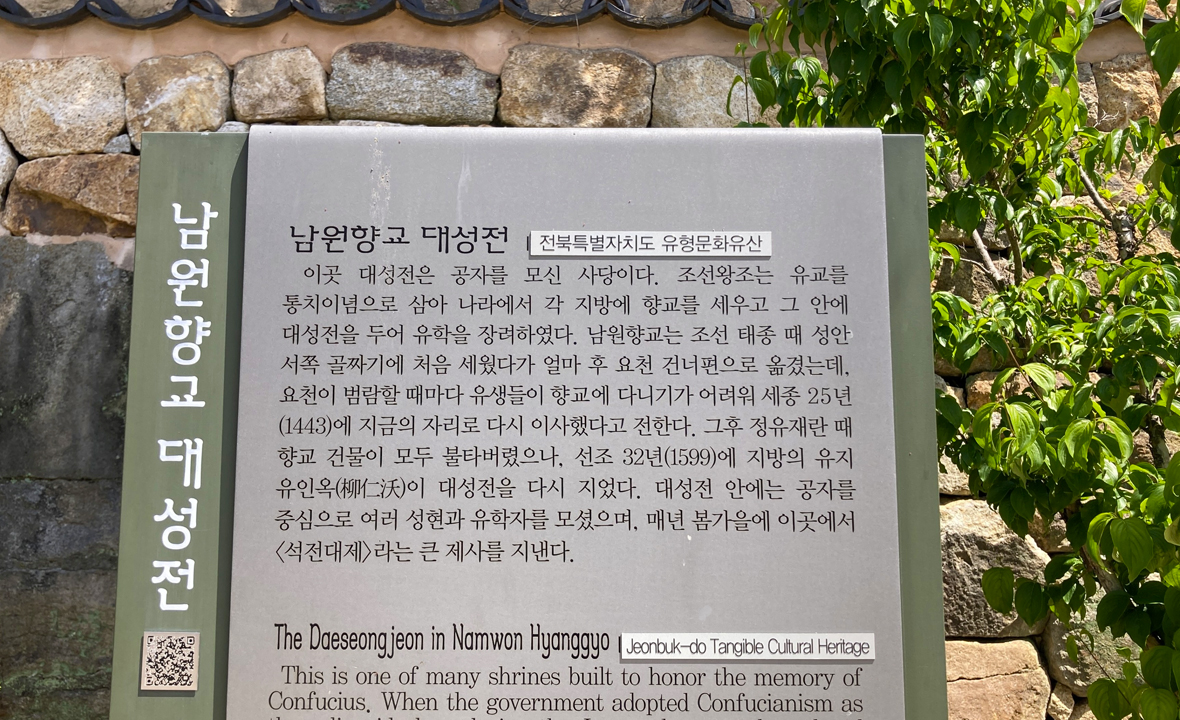 남원향교 대성전
남원향교 대성전 전북특별자치도 유형문화유산
이곳 대성전은 공자를 모신 사당이다. 조선왕조는 유교를
통치이념으로 삼아 나라에서 각 지방에 향교를 세우고 그 안에
대성전을 두어 유학을 장려하였다. 남원향교는 조선 태종 때 성안
서쪽 골짜기에 처음 세웠다가 얼마 후 요천 건너편으로 옮겼는데,
요천이 범람할 때마다 유생들이 향교에 다니기가 어려워 세종 25년
(1443)에 지금의 자리로 다시 이사했다고 전한다. 그후 정유재란 때
향교 건물이 모두 불타버렸으나, 선조 32년(1599)에 지방의 유지
유인옥(柳仁沃)이 대성전을 다시 지었다. 대성전 안에는 공자를
중심으로 여러 성현과 유학자를 모셨으며, 매년 봄가을에 이곳에서
〈석전대제〉라는 큰 제사를 지낸다.
The Daeseongjeon in Namwon Hyanggyo Jeonbuk-do Tangible Cultural Heritage
This is one of many shrines built to honor the memory of
Confucius. When the government adopted Confucianism as